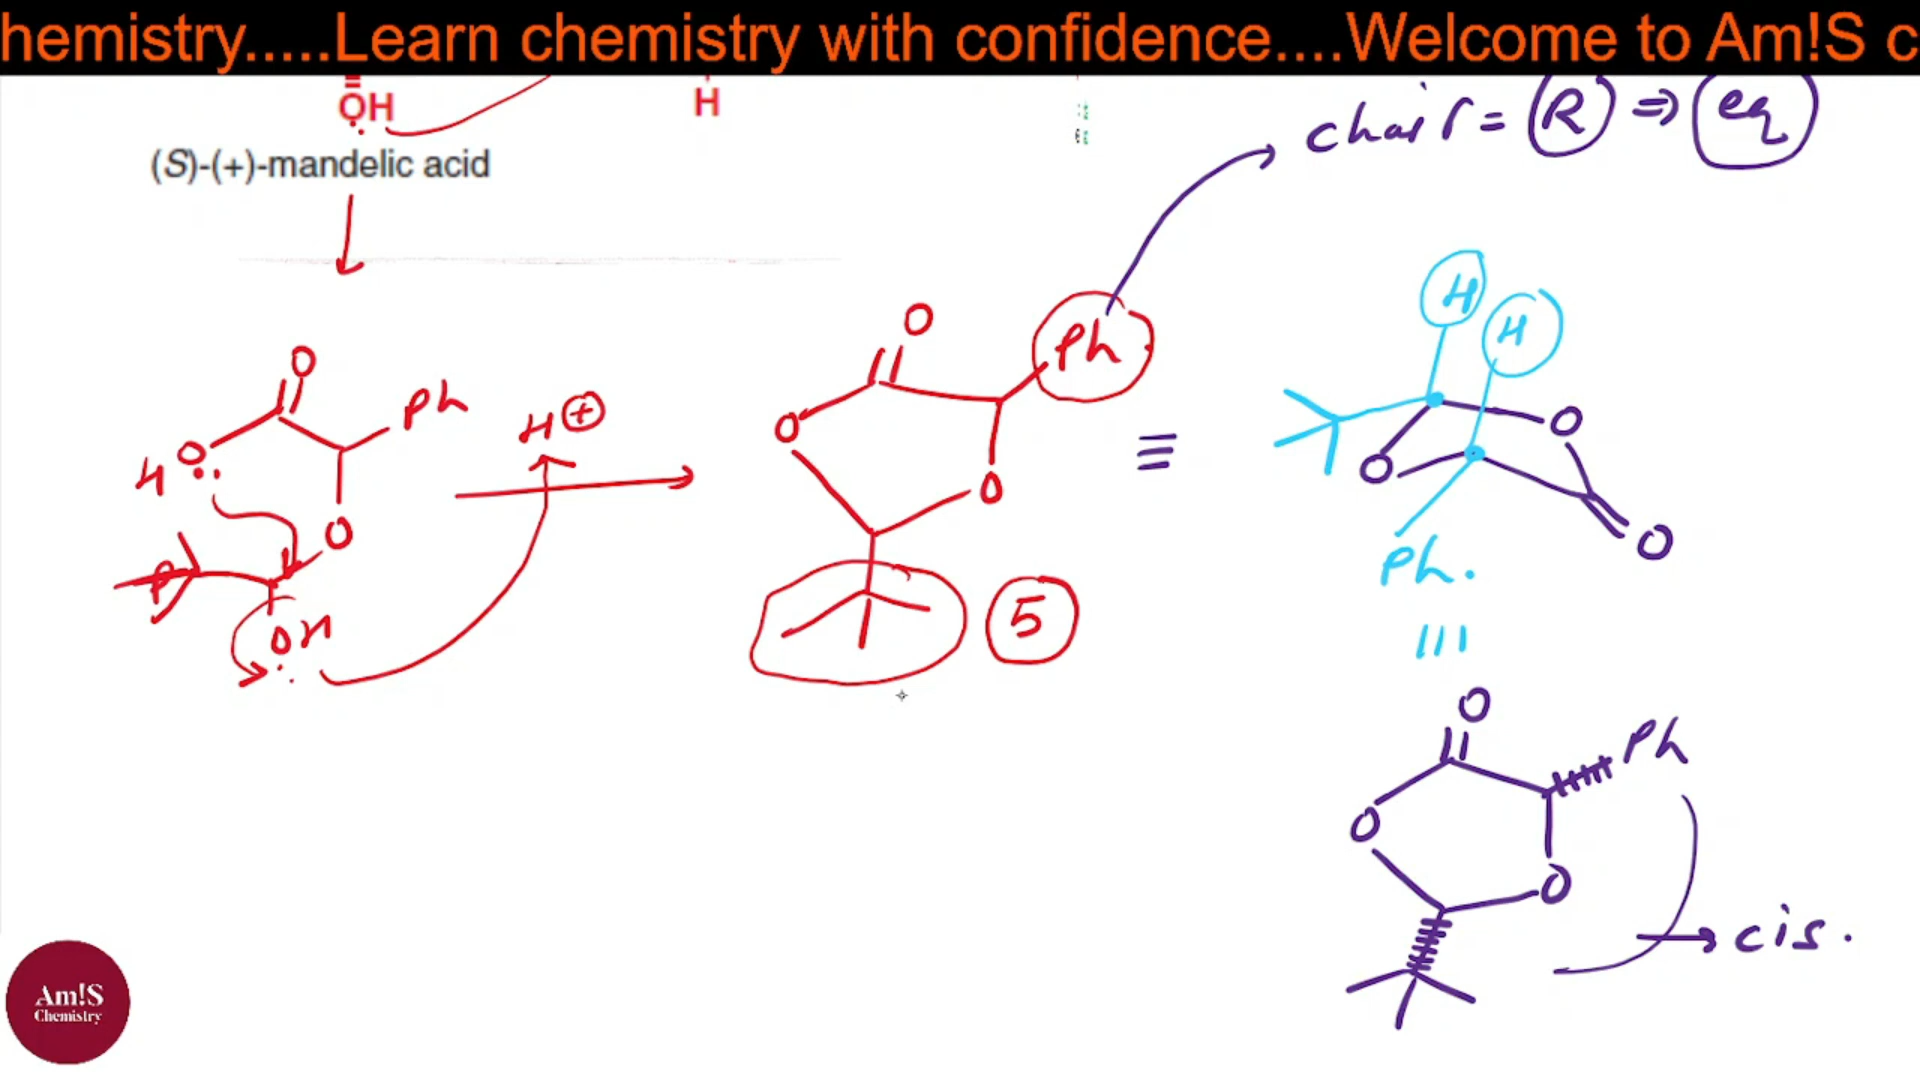 hemistry.....Learn chemistry with confidence....Welcome to Am!S c
OH
H
chair = R ⇒ eq
(S)-(+)-mandelic acid
O
Ph
H
O
O
OH
H⊕
O
Ph
O
O
5
≡
H
H
O
O
O
Ph.
O
Ph
O
O
→ cis.
Am!S
Chemistry